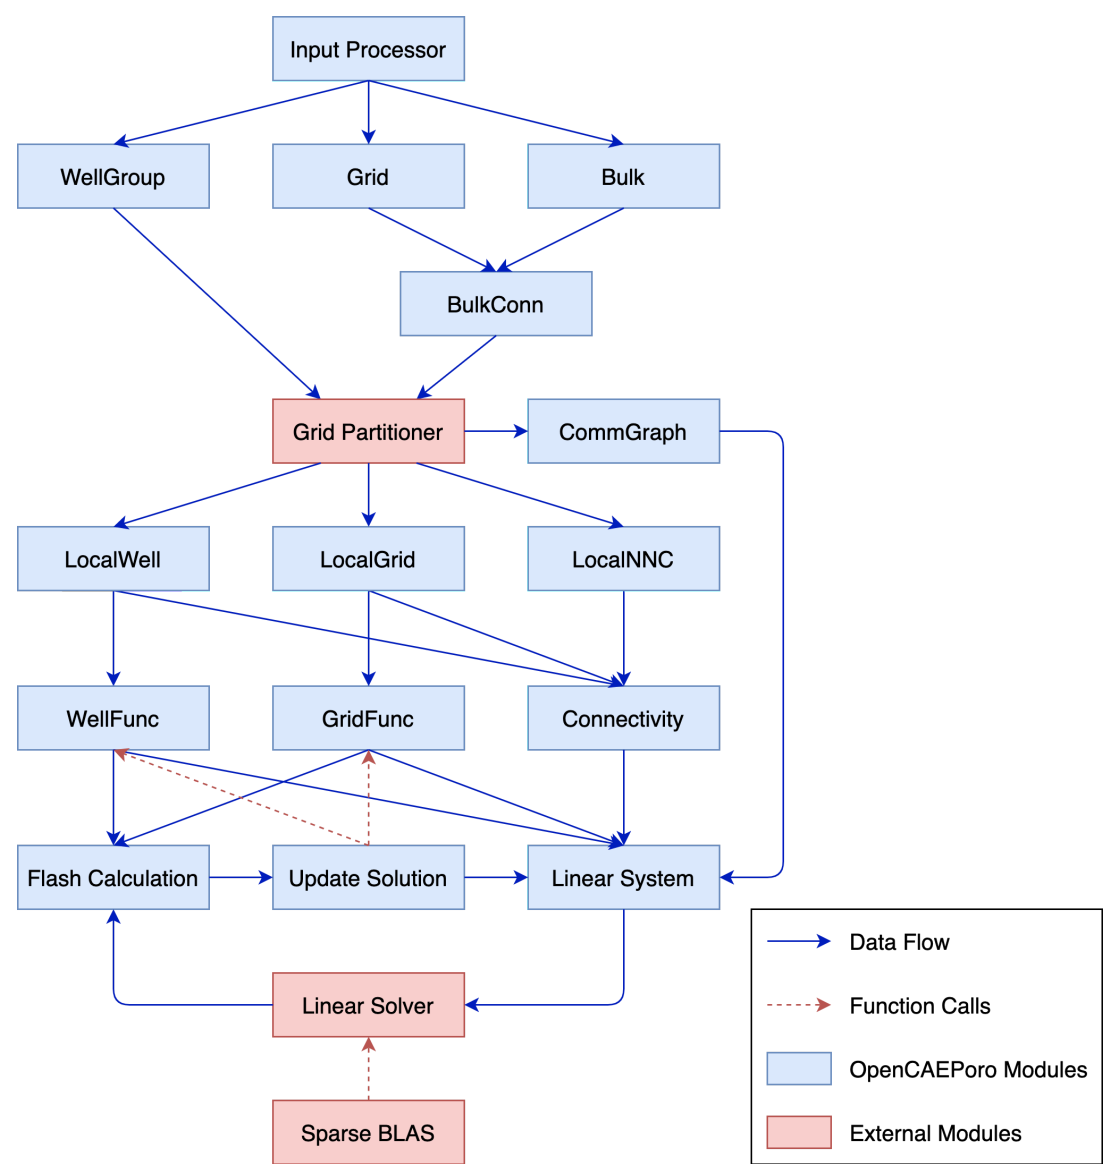 Input Processor
WellGroup
Grid
Bulk
BulkConn
Grid Partitioner
CommGraph
LocalWell
LocalGrid
LocalNNC
WellFunc
GridFunc
Connectivity
Flash Calculation
Update Solution
Linear System
Linear Solver
Sparse BLAS
Data Flow
Function Calls
OpenCAEPoro Modules
External Modules